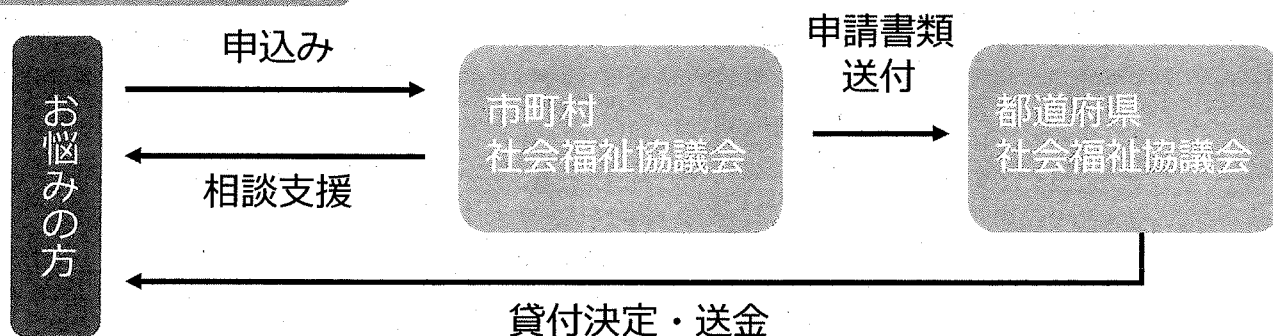 お悩みの方
申込み
相談支援
市町村
社会福祉協議会
申請書類
送付
都道府県
社会福祉協議会
貸付決定・送金